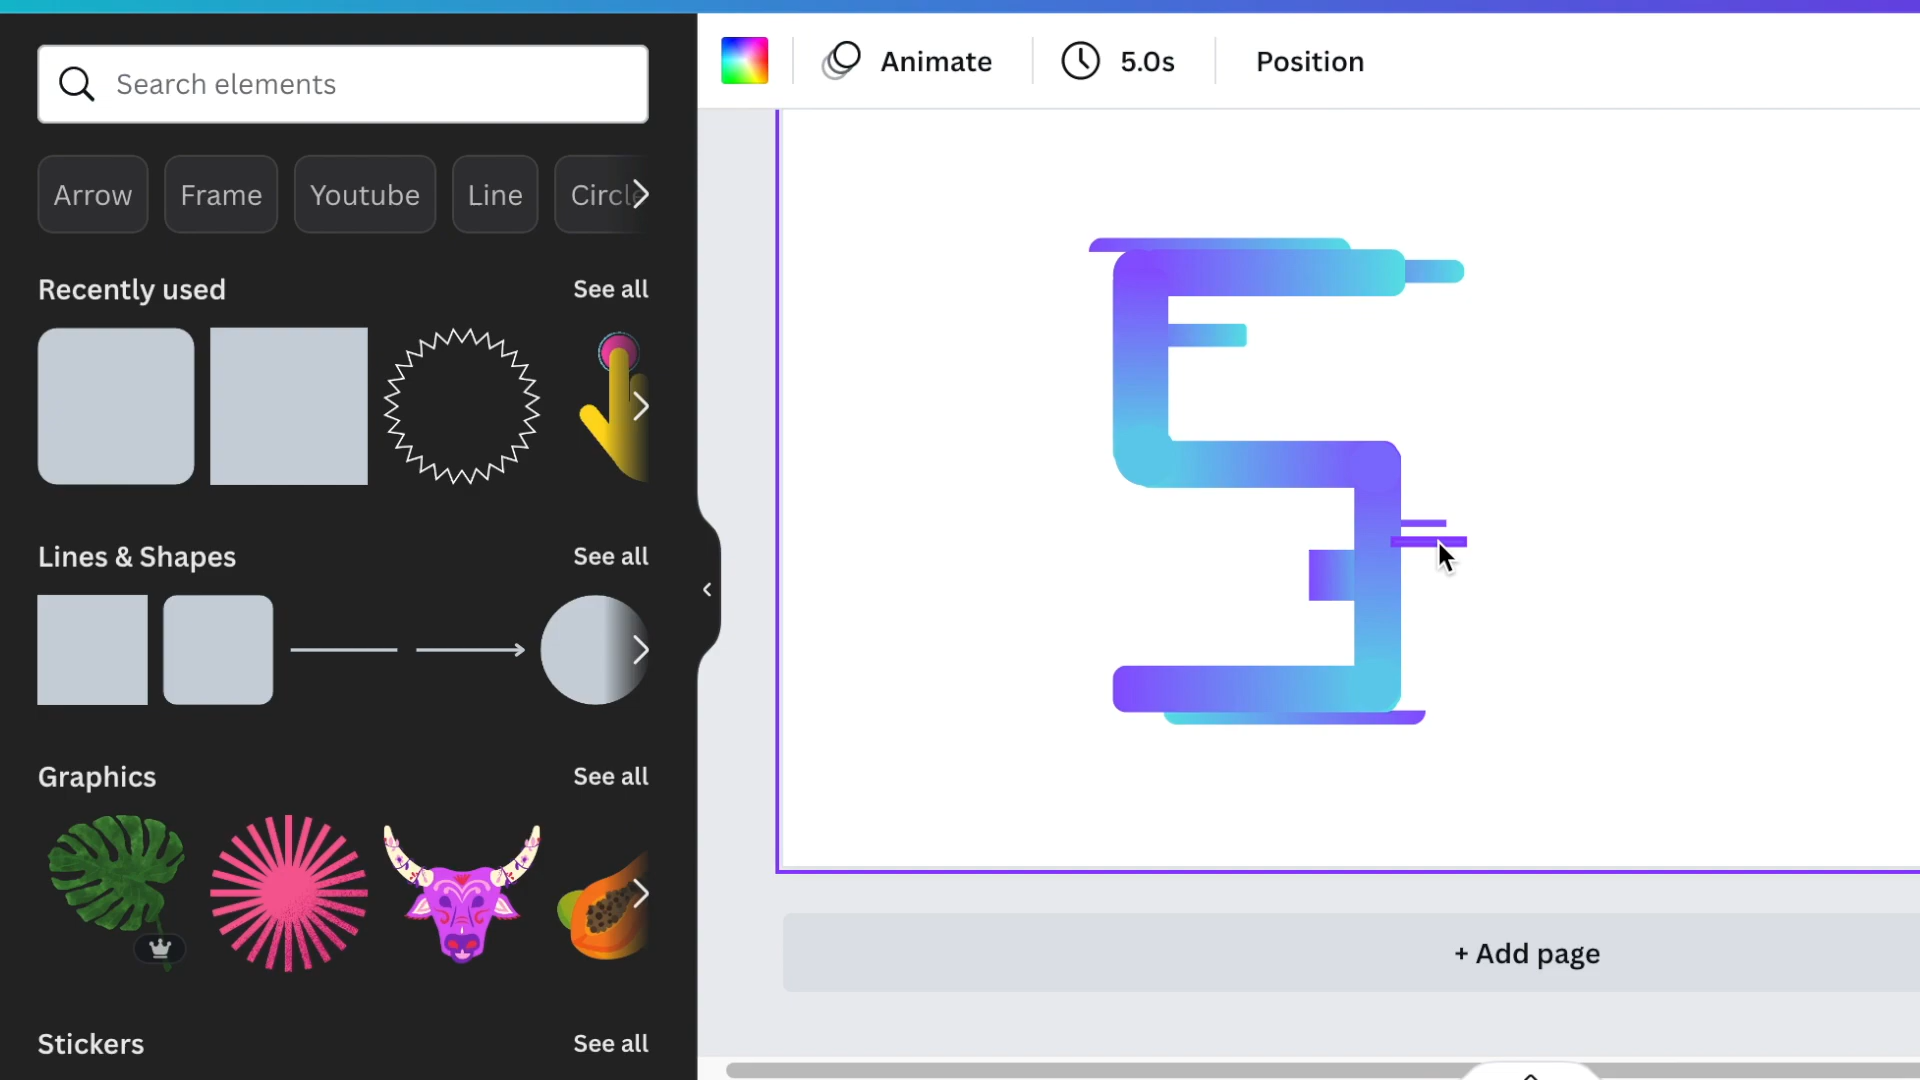 Search elements
Animate
5.0s
Position
Arrow
Frame
Youtube
Line
Circle
Recently used
See all
Lines & Shapes
See all
Graphics
See all
+ Add page
Stickers
See all